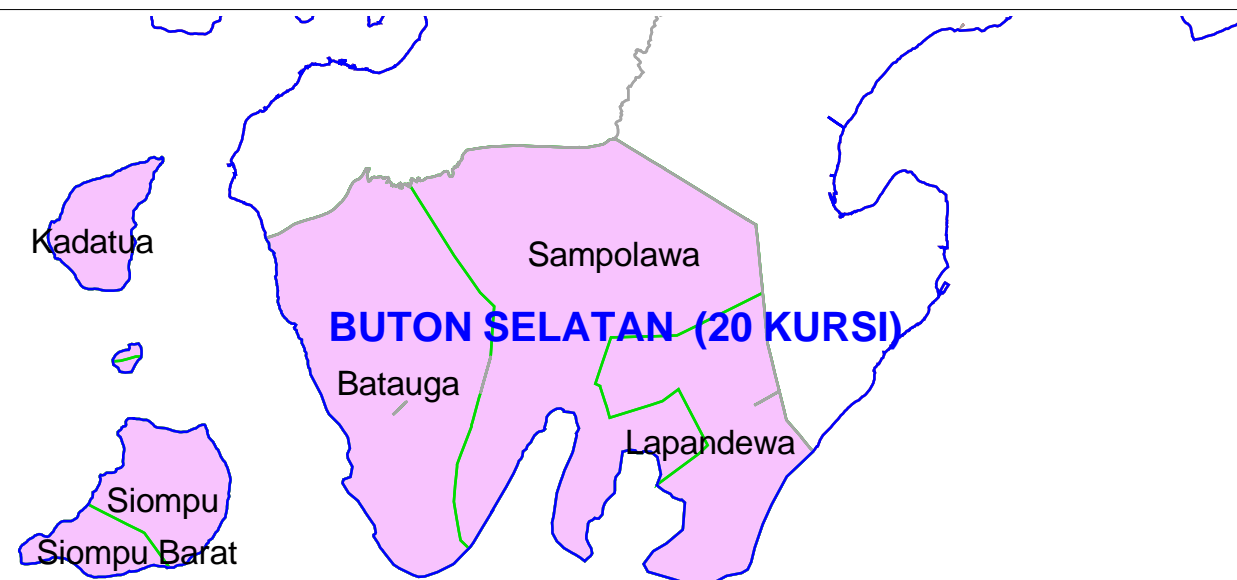 Kadatua
Sampolawa
BUTON SELATAN (20 KURSI)
Batauga
Lapandewa
Siompu
Siompu Barat